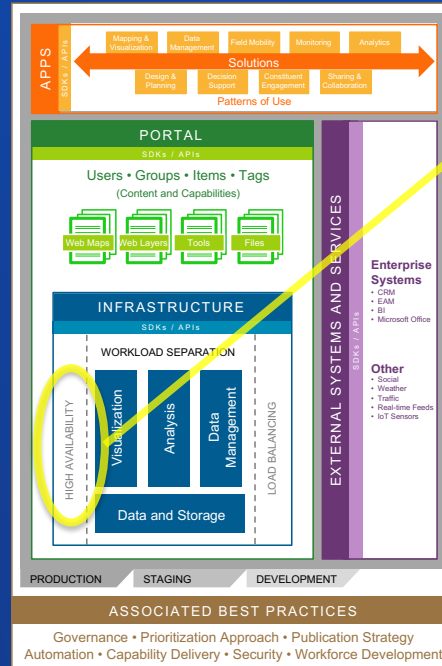 APPS
SDKs / APIs
Mapping & Visualization
Data Management
Field Mobility
Monitoring
Analytics
Solutions
Design & Planning
Decision Support
Constituent Engagement
Sharing & Collaboration
Patterns of Use
PORTAL
SDKs / APIs
Users • Groups • Items • Tags
(Content and Capabilities)
Web Maps
Web Layers
Tools
Files
INFRASTRUCTURE
SDKs / APIs
WORKLOAD SEPARATION
HIGH AVAILABILITY
Visualization
Analysis
Data Management
LOAD BALANCING
Data and Storage
EXTERNAL SYSTEMS AND SERVICES
SDKs / APIs
Enterprise
Systems
• CRM
• EAM
• BI
• Microsoft Office
Other
• Social
• Weather
• Traffic
• Real-time Feeds
• IoT Sensors
PRODUCTION
STAGING
DEVELOPMENT
ASSOCIATED BEST PRACTICES
Governance • Prioritization Approach • Publication Strategy
Automation • Capability Delivery • Security • Workforce Development